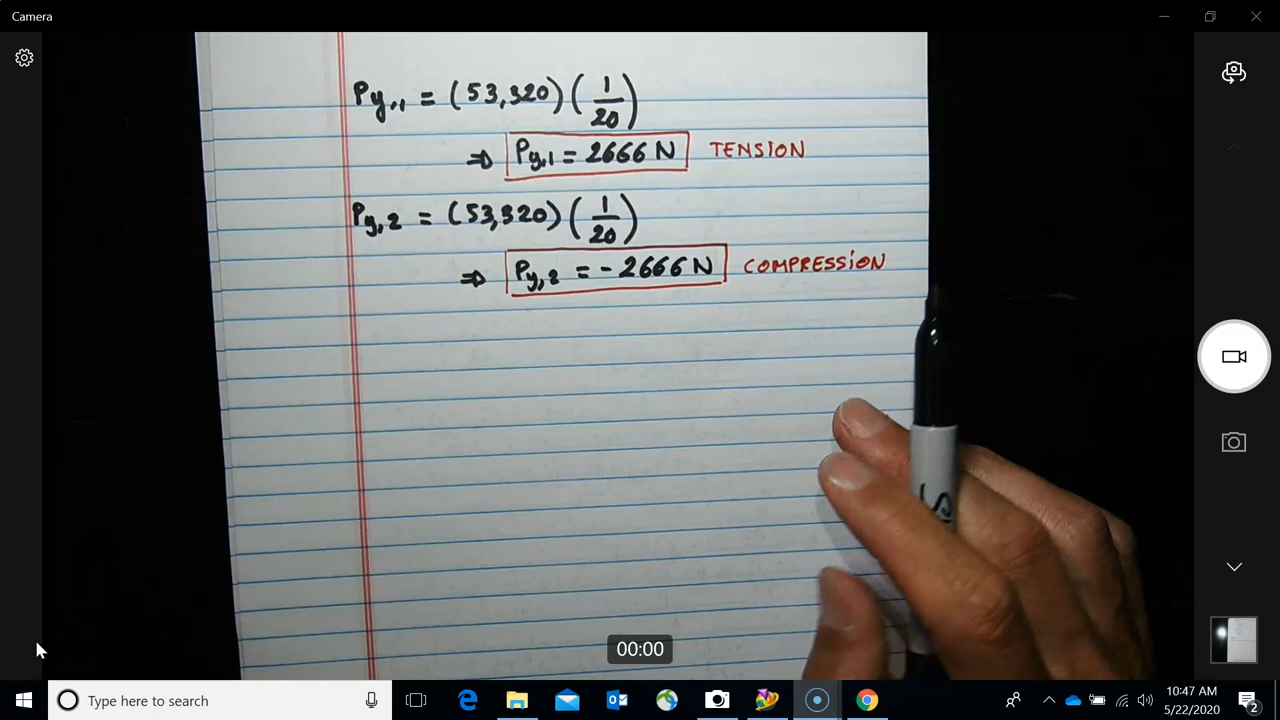 Camera
Py,1 = (53,320)(1/20)
⇒ Py,1 = 2666 N TENSION
Py,2 = (53,320)(1/20)
⇒ Py,2 = - 2666 N COMPRESSION
00:00
Type here to search
10:47 AM
5/22/2020
2